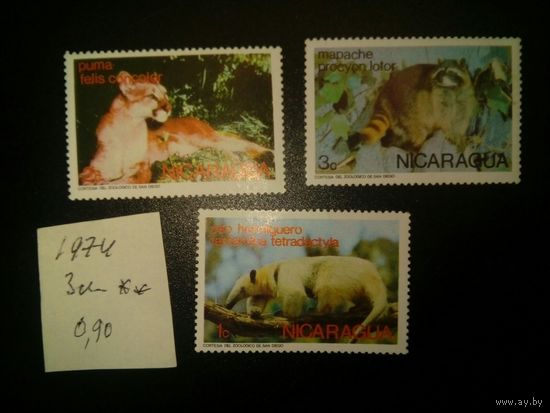 puma
felis concolor
NICARAGUA
CORTESIA DEL ZOOLOGICO DE SAN DIEGO
mapache
procyon lotor
3c NICARAGUA
CORTESIA DEL ZOOLOGICO DE SAN DIEGO
oso hormiguero
tamandua tetradactyla
1c NICARAGUA
CORTESIA DEL ZOOLOGICO DE SAN DIEGO
1974
3 **
0,90
www.ay.by